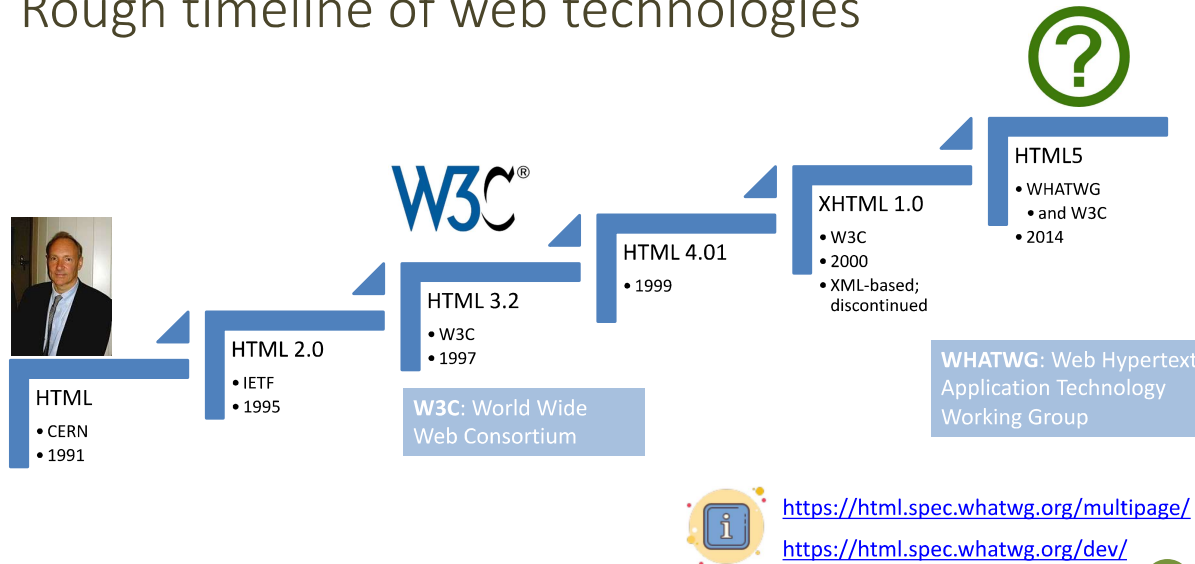 Rough timeline of web technologies
?
W3C®
HTML5
• WHATWG
• and W3C
• 2014
XHTML 1.0
• W3C
• 2000
• XML-based;
discontinued
HTML 4.01
• 1999
HTML 3.2
• W3C
• 1997
HTML 2.0
• IETF
• 1995
HTML
• CERN
• 1991
W3C: World Wide
Web Consortium
WHATWG: Web Hypertext
Application Technology
Working Group
i
https://html.spec.whatwg.org/multipage/
https://html.spec.whatwg.org/dev/